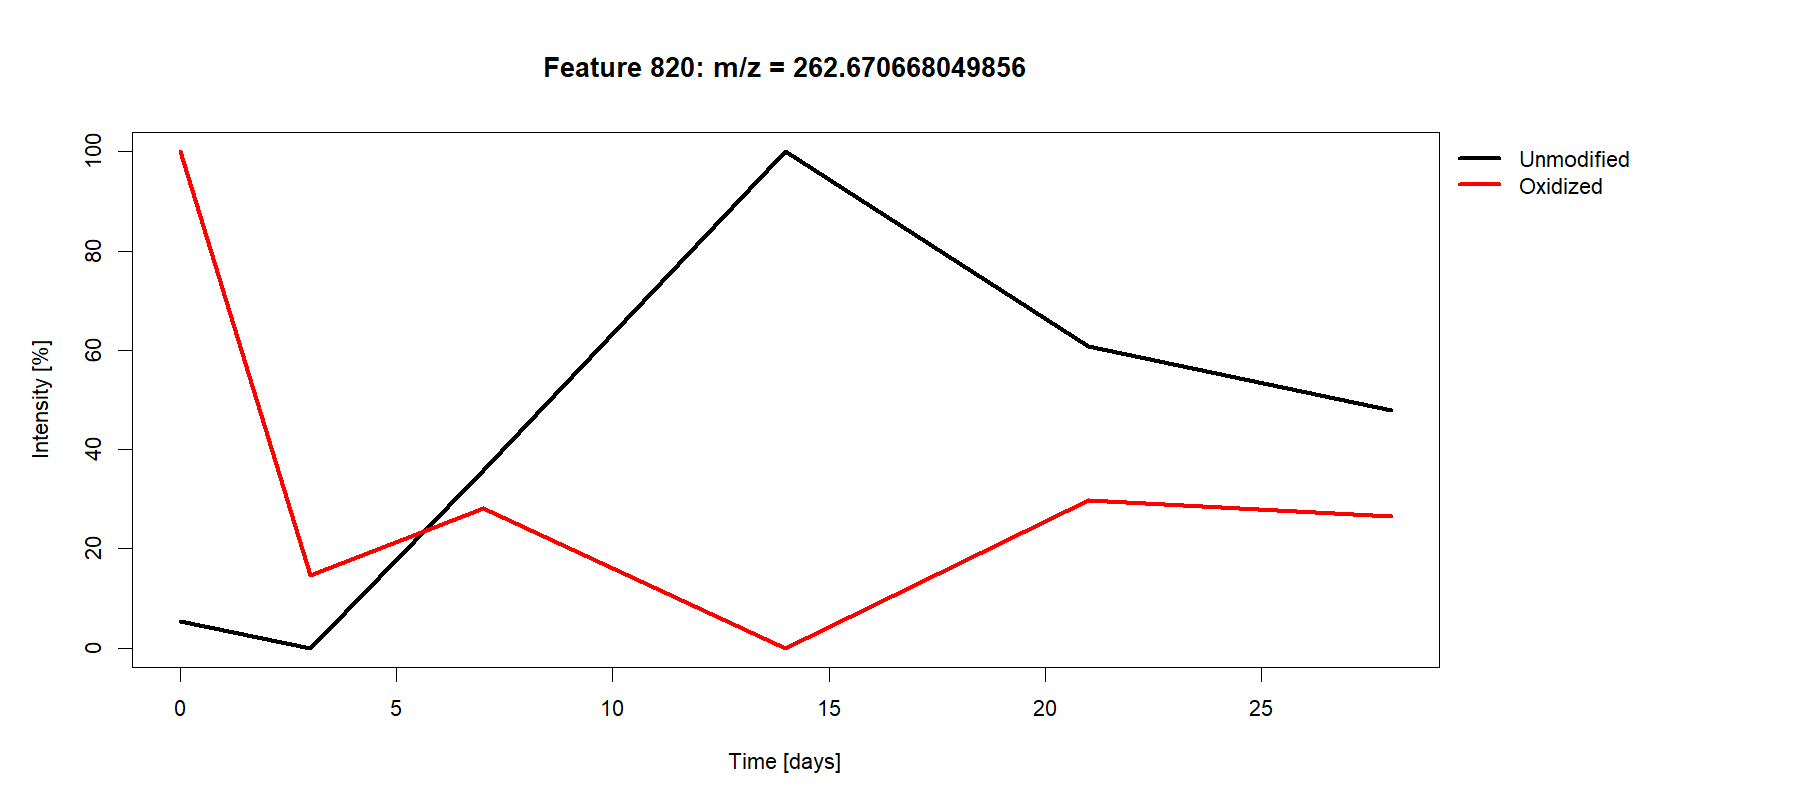 Feature 820: m/z = 262.670668049856
Unmodified
Oxidized
Intensity [%]
100
80
60
40
20
0
0 5 10 15 20 25
Time [days]